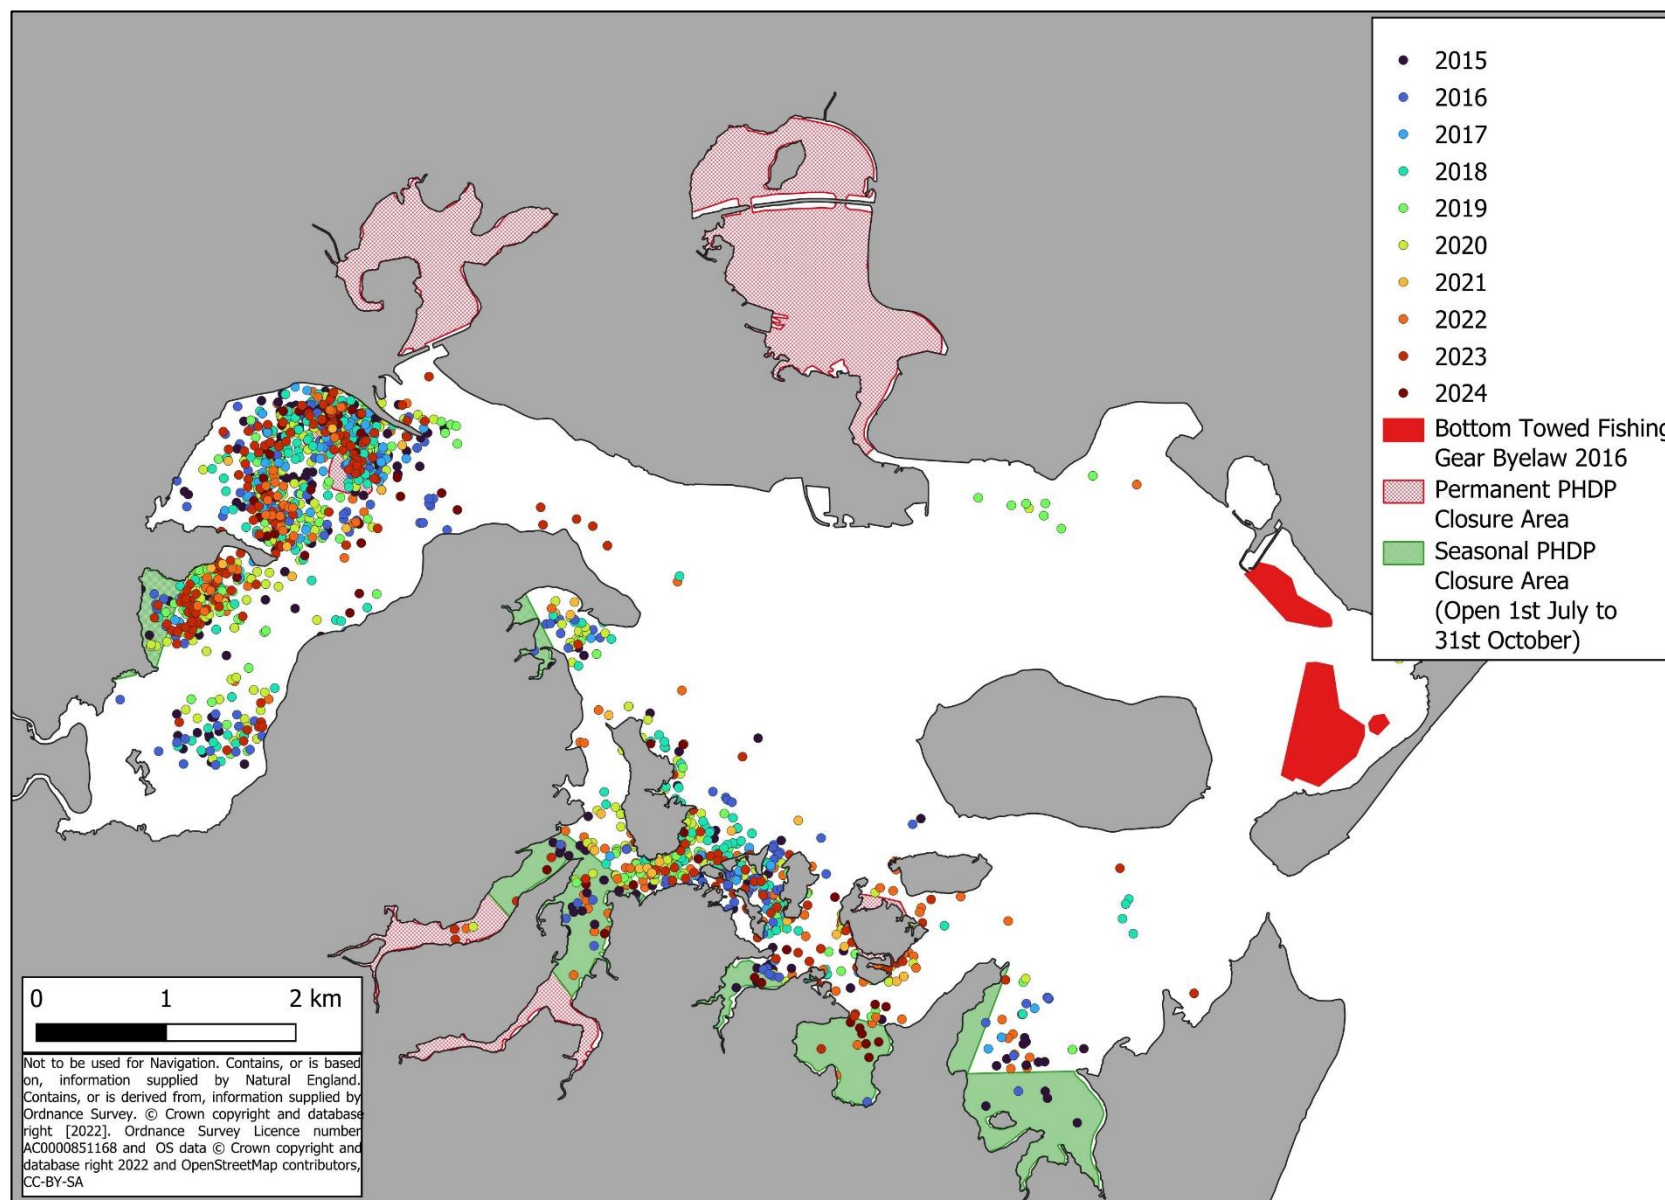 2015
2016
2017
2018
2019
2020
2021
2022
2023
2024
Bottom Towed Fishing
Gear Byelaw 2016
Permanent PHDP
Closure Area
Seasonal PHDP
Closure Area
(Open 1st July to
31st October)
0 1 2 km
Not to be used for Navigation. Contains, or is based
on, information supplied by Natural England.
Contains, or is derived from, information supplied by
Ordnance Survey. © Crown copyright and database
right [2022]. Ordnance Survey Licence number
AC0000851168 and OS data © Crown copyright and
database right 2022 and OpenStreetMap contributors,
CC-BY-SA